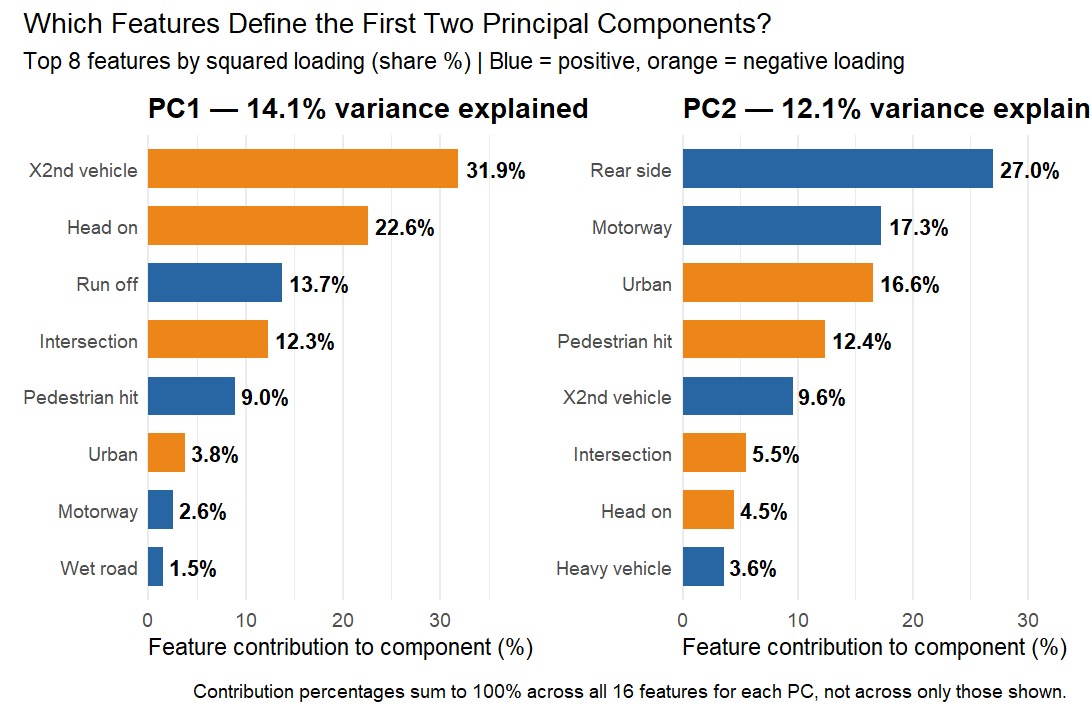 Which Features Define the First Two Principal Components?
Top 8 features by squared loading (share %) | Blue = positive, orange = negative loading
PC1 — 14.1% variance explained
X2nd vehicle 31.9%
Head on 22.6%
Run off 13.7%
Intersection 12.3%
Pedestrian hit 9.0%
Urban 3.8%
Motorway 2.6%
Wet road 1.5%
0 10 20 30
Feature contribution to component (%)
PC2 — 12.1% variance explain
Rear side 27.0%
Motorway 17.3%
Urban 16.6%
Pedestrian hit 12.4%
X2nd vehicle 9.6%
Intersection 5.5%
Head on 4.5%
Heavy vehicle 3.6%
0 10 20 30
Feature contribution to component (%)
Contribution percentages sum to 100% across all 16 features for each PC, not across only those shown.